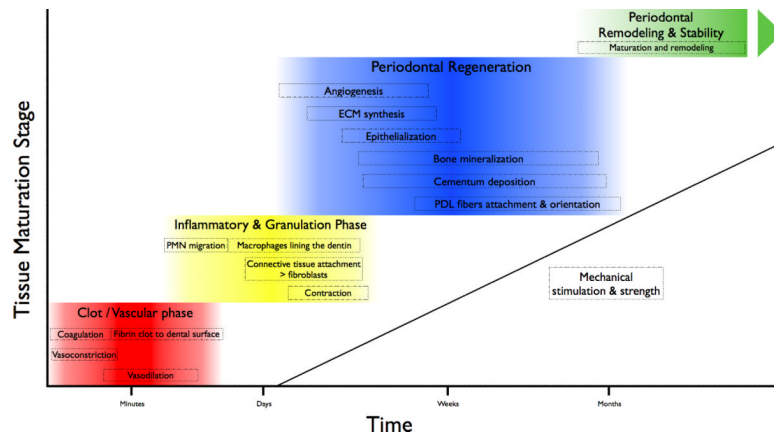 Periodontal
Remodeling & Stability
Maturation and remodeling
Periodontal Regeneration
Angiogenesis
ECM synthesis
Epithelialization
Bone mineralization
Cementum deposition
PDL fibers attachment & orientation
Inflammatory & Granulation Phase
PMN migration
Macrophages lining the dentin
Connective tissue attachment
> fibroblasts
Contraction
Mechanical
stimulation & strength
Clot / Vascular phase
Coagulation
Fibrin clot to dental surface
Vasoconstriction
Vasodilation
Tissue Maturation Stage
Minutes
Days
Weeks
Months
Time